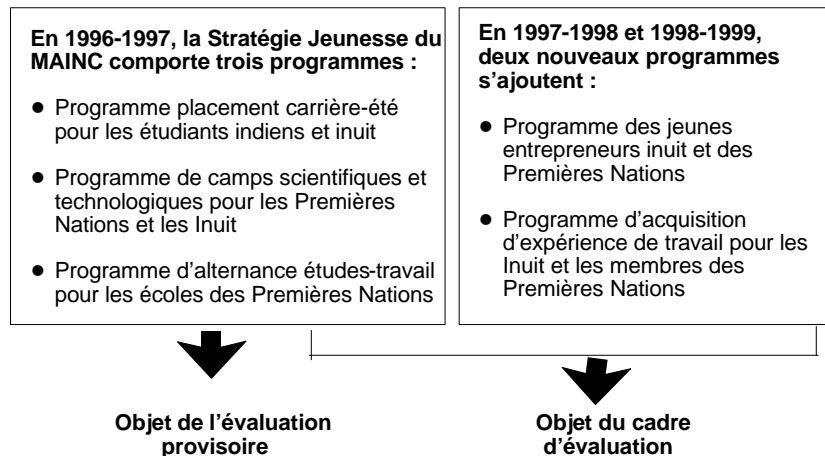 En 1996-1997, la Stratégie Jeunesse du
MAINC comporte trois programmes :
● Programme placement carrière-été
pour les étudiants indiens et inuit
● Programme de camps scientifiques et
technologiques pour les Premières
Nations et les Inuit
● Programme d’alternance études-travail
pour les écoles des Premières Nations
En 1997-1998 et 1998-1999,
deux nouveaux programmes
s’ajoutent :
● Programme des jeunes
entrepreneurs inuit et des
Premières Nations
● Programme d’acquisition
d’expérience de travail pour les
Inuit et les membres des
Premières Nations
Objet de l’évaluation
provisoire
Objet du cadre
d’évaluation